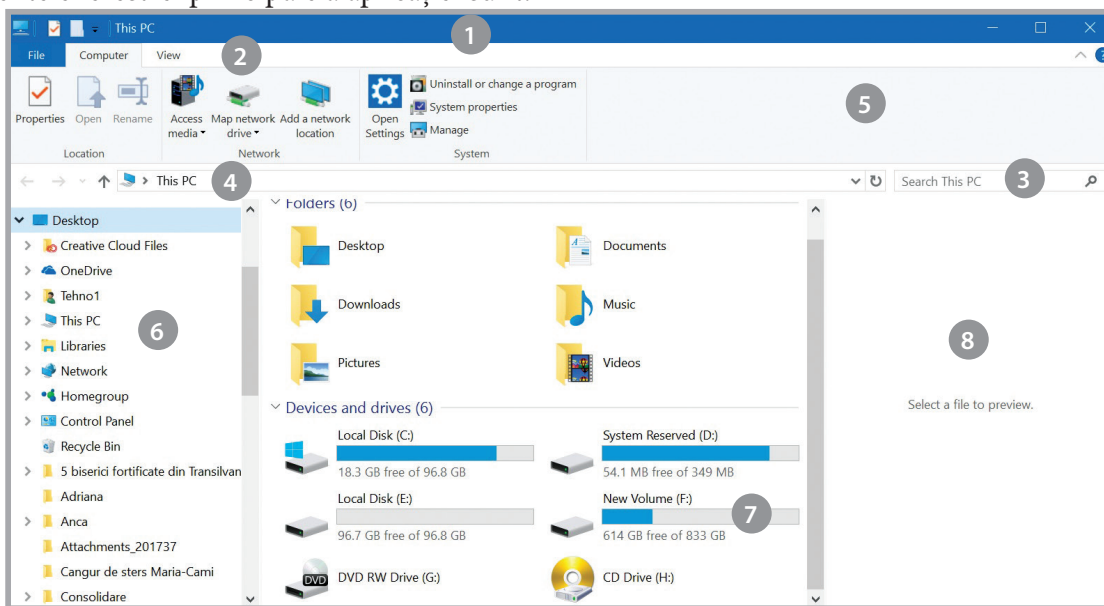 This PC
1
File Computer View
2
Properties Open Rename Access media Map network drive Add a network location Open Settings Uninstall or change a program
System properties
Manage
5
Location Network System
This PC
4
Search This PC
3
Desktop
Creative Cloud Files
OneDrive
Tehno1
This PC
Libraries
Network
Homegroup
Control Panel
Recycle Bin
5 biserici fortificate din Transilvan
Adriana
Anca
Attachments_201737
Cangur de sters Maria-Cami
Consolidare
6
Folders (6)
Desktop Documents
Downloads Music
Pictures Videos
Devices and drives (6)
Local Disk (C:) System Reserved (D:)
18.3 GB free of 96.8 GB 54.1 MB free of 349 MB
Local Disk (E:) New Volume (F:)
7
96.7 GB free of 96.8 GB 614 GB free of 833 GB
DVD
DVD RW Drive (G:) CD Drive (H:)
8
Select a file to preview.